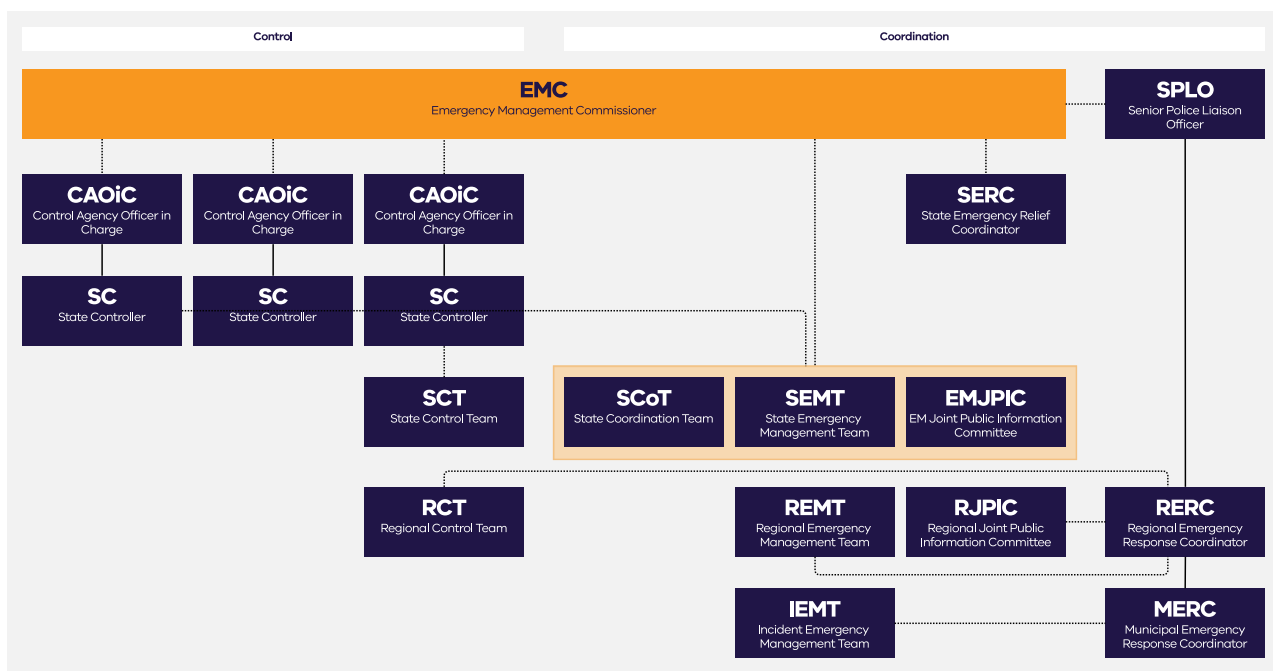 Control
Coordination
EMC
Emergency Management Commissioner
SPLO
Senior Police Liaison
Officer
CAOiC
Control Agency Officer in
Charge
CAOiC
Control Agency Officer in
Charge
CAOiC
Control Agency Officer in
Charge
SERC
State Emergency Relief
Coordinator
SC
State Controller
SC
State Controller
SC
State Controller
SCT
State Control Team
SCoT
State Coordination Team
SEMT
State Emergency
Management Team
EMJPIC
EM Joint Public Information
Committee
RCT
Regional Control Team
REMT
Regional Emergency
Management Team
RJPIC
Regional Joint Public
Information Committee
RERC
Regional Emergency
Response Coordinator
IEMT
Incident Emergency
Management Team
MERC
Municipal Emergency
Response Coordinator